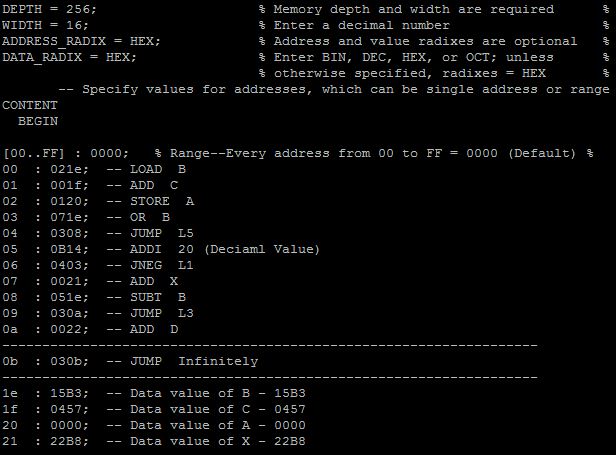 DEPTH = 256;                    % Memory depth and width are required      %
WIDTH = 16;                     % Enter a decimal number                   %
ADDRESS_RADIX = HEX;            % Address and value radixes are optional   %
DATA_RADIX = HEX;               % Enter BIN, DEC, HEX, or OCT; unless      %
                                % otherwise specified, radixes = HEX       %
       -- Specify values for addresses, which can be single address or range
CONTENT
  BEGIN

[00..FF] : 0000;   % Range--Every address from 00 to FF = 0000 (Default) %
00  : 021e;  -- LOAD  B
01  : 001f;  -- ADD  C
02  : 0120;  -- STORE  A
03  : 071e;  -- OR  B
04  : 0308;  -- JUMP  L5
05  : 0B14;  -- ADDI  20 (Deciaml Value)
06  : 0403;  -- JNEG  L1
07  : 0021;  -- ADD  X
08  : 051e;  -- SUBT  B
09  : 030a;  -- JUMP  L3
0a  : 0022;  -- ADD  D
-------------------------------------------------------------------
0b  : 030b;  -- JUMP  Infinitely
-------------------------------------------------------------------
1e  : 15B3;  -- Data value of B - 15B3
1f  : 0457;  -- Data value of C - 0457
20  : 0000;  -- Data value of A - 0000
21  : 22B8;  -- Data value of X - 22B8